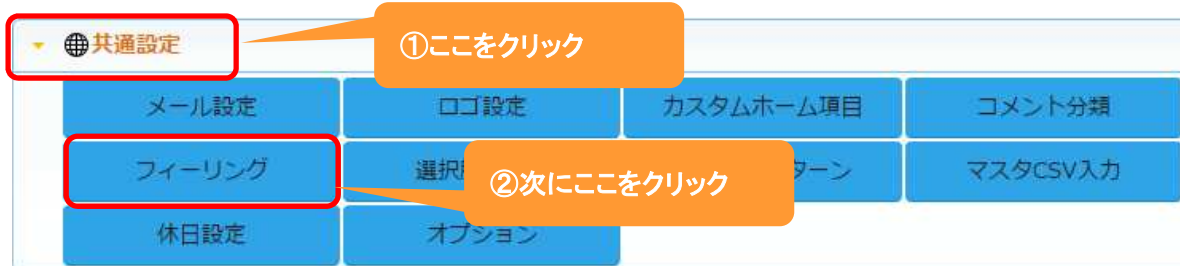 共通設定
①ここをクリック
メール設定
ロゴ設定
カスタムホーム項目
コメント分類
フィーリング
選択
②次にここをクリック
ターン
マスタCSV入力
休日設定
オプション